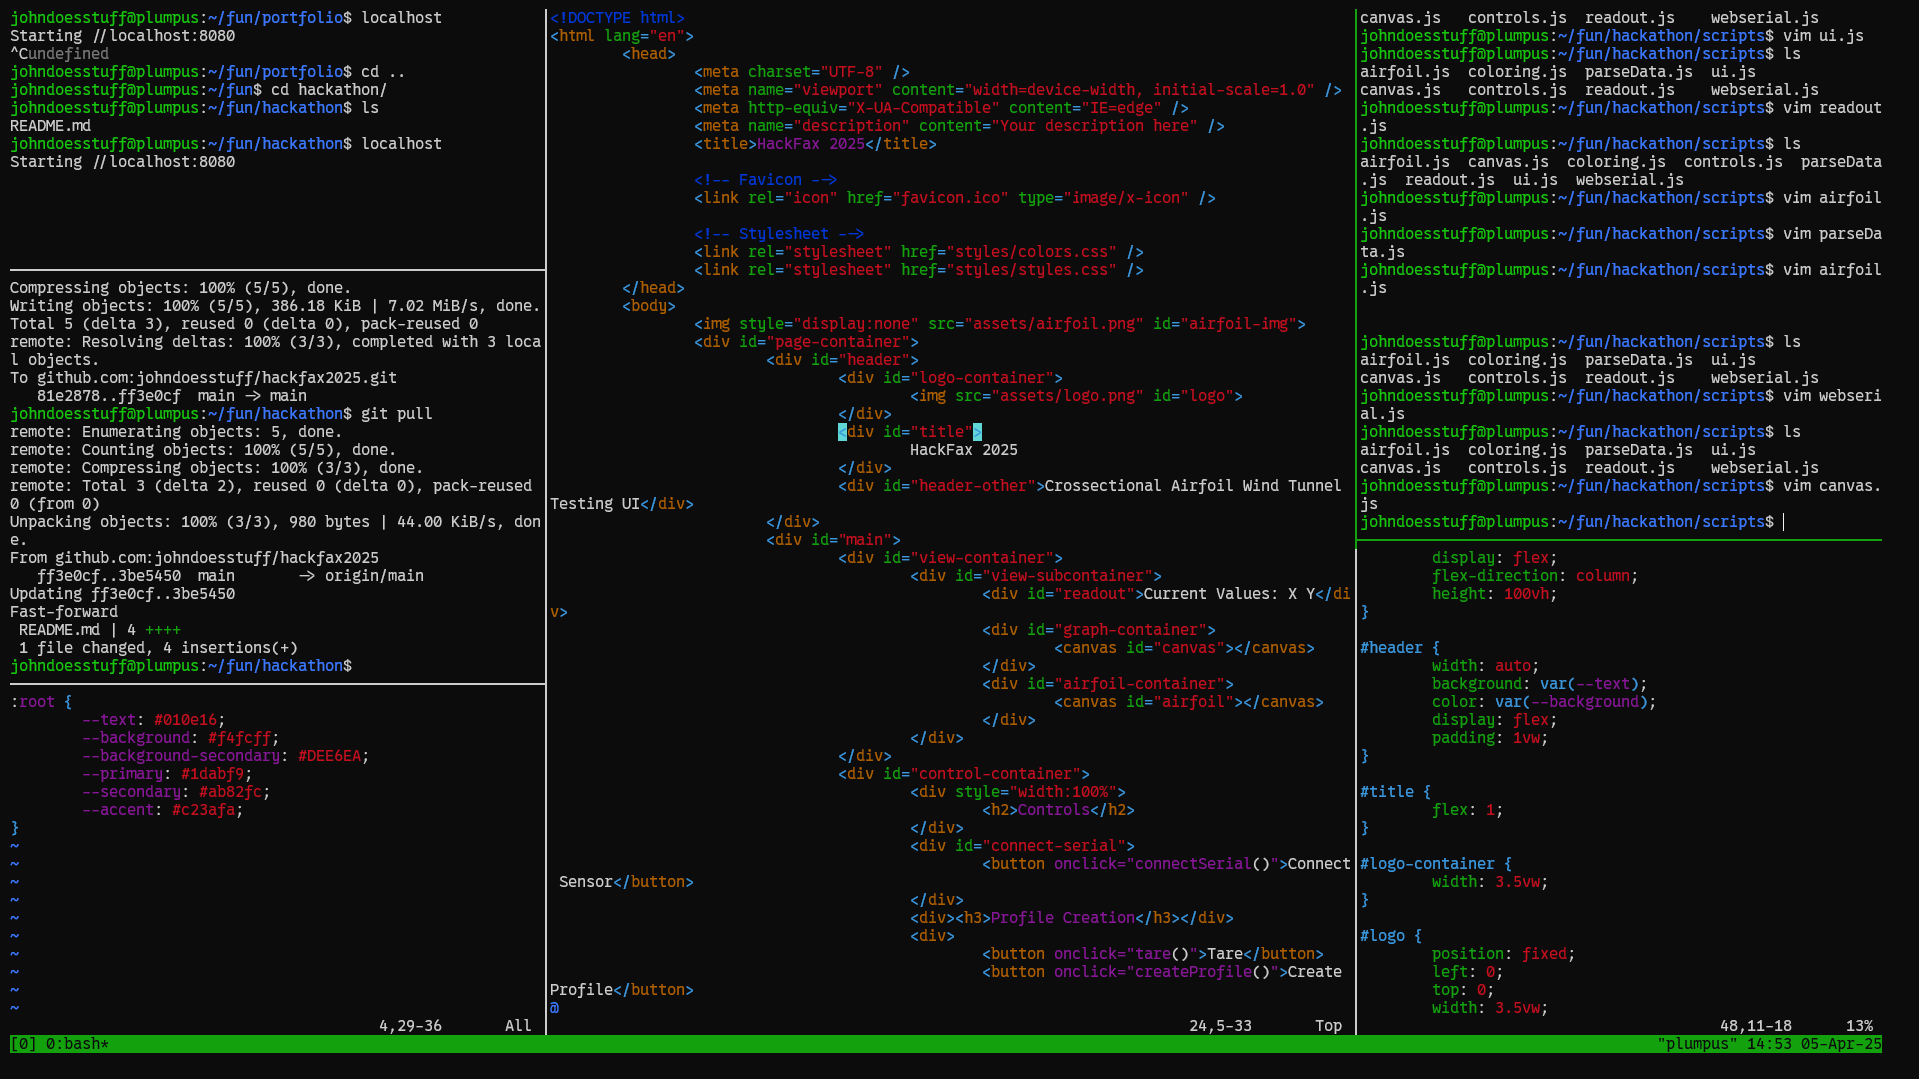 johndoesstuff@plumpus:~/fun/portfolio$ localhost
Starting //localhost:8080
^Cundefined
johndoesstuff@plumpus:~/fun/portfolio$ cd ..
johndoesstuff@plumpus:~/fun$ cd hackathon/
johndoesstuff@plumpus:~/fun/hackathon$ ls
README.md
johndoesstuff@plumpus:~/fun/hackathon$ localhost
Starting //localhost:8080
Compressing objects: 100% (5/5), done.
Writing objects: 100% (5/5), 386.18 KiB | 7.02 MiB/s, done.
Total 5 (delta 3), reused 0 (delta 0), pack-reused 0
remote: Resolving deltas: 100% (3/3), completed with 3 loca
l objects.
To github.com:johndoesstuff/hackfax2025.git
   81e2878..ff3e0cf  main -> main
johndoesstuff@plumpus:~/fun/hackathon$ git pull
remote: Enumerating objects: 5, done.
remote: Counting objects: 100% (5/5), done.
remote: Compressing objects: 100% (3/3), done.
remote: Total 3 (delta 2), reused 0 (delta 0), pack-reused
0 (from 0)
Unpacking objects: 100% (3/3), 980 bytes | 44.00 KiB/s, don
e.
From github.com:johndoesstuff/hackfax2025
   ff3e0cf..3be5450  main       -> origin/main
Updating ff3e0cf..3be5450
Fast-forward
 README.md | 4 ++++
 1 file changed, 4 insertions(+)
johndoesstuff@plumpus:~/fun/hackathon$
:root {
        --text: #010e16;
        --background: #f4fcff;
        --background-secondary: #DEE6EA;
        --primary: #1dabf9;
        --secondary: #ab82fc;
        --accent: #c23afa;
}
~
~
~
~
~
~
~
~
~
~
4,29-36       All
<!DOCTYPE html>
<html lang="en">
        <head>
                <meta charset="UTF-8" />
                <meta name="viewport" content="width=device-width, initial-scale=1.0" />
                <meta http-equiv="X-UA-Compatible" content="IE=edge" />
                <meta name="description" content="Your description here" />
                <title>HackFax 2025</title>
                <!-- Favicon -->
                <link rel="icon" href="favicon.ico" type="image/x-icon" />
                <!-- Stylesheet -->
                <link rel="stylesheet" href="styles/colors.css" />
                <link rel="stylesheet" href="styles/styles.css" />
        </head>
        <body>
                <img style="display:none" src="assets/airfoil.png" id="airfoil-img">
                <div id="page-container">
                        <div id="header">
                                <div id="logo-container">
                                        <img src="assets/logo.png" id="logo">
                                </div>
                                <div id="title">
                                        HackFax 2025
                                </div>
                                <div id="header-other">Crossectional Airfoil Wind Tunnel
Testing UI</div>
                        </div>
                        <div id="main">
                                <div id="view-container">
                                        <div id="view-subcontainer">
                                                <div id="readout">Current Values: X Y</di
v>
                                                <div id="graph-container">
                                                        <canvas id="canvas"></canvas>
                                                </div>
                                                <div id="airfoil-container">
                                                        <canvas id="airfoil"></canvas>
                                                </div>
                                        </div>
                                </div>
                                <div id="control-container">
                                        <div style="width:100%">
                                                <h2>Controls</h2>
                                        </div>
                                        <div id="connect-serial">
                                                <button onclick="connectSerial()">Connect
 Sensor</button>
                                        </div>
                                        <div><h3>Profile Creation</h3></div>
                                        <div>
                                                <button onclick="tare()">Tare</button>
                                                <button onclick="createProfile()">Create
Profile</button>
@
24,5-33       Top
canvas.js   controls.js  readout.js    webserial.js
johndoesstuff@plumpus:~/fun/hackathon/scripts$ vim ui.js
johndoesstuff@plumpus:~/fun/hackathon/scripts$ ls
airfoil.js  coloring.js  parseData.js  ui.js
canvas.js   controls.js  readout.js    webserial.js
johndoesstuff@plumpus:~/fun/hackathon/scripts$ vim readout
.js
johndoesstuff@plumpus:~/fun/hackathon/scripts$ ls
airfoil.js  canvas.js  coloring.js  controls.js  parseData
.js  readout.js  ui.js  webserial.js
johndoesstuff@plumpus:~/fun/hackathon/scripts$ vim airfoil
.js
johndoesstuff@plumpus:~/fun/hackathon/scripts$ vim parseDa
ta.js
johndoesstuff@plumpus:~/fun/hackathon/scripts$ vim airfoil
.js
johndoesstuff@plumpus:~/fun/hackathon/scripts$ ls
airfoil.js  coloring.js  parseData.js  ui.js
canvas.js   controls.js  readout.js    webserial.js
johndoesstuff@plumpus:~/fun/hackathon/scripts$ vim webseri
al.js
johndoesstuff@plumpus:~/fun/hackathon/scripts$ ls
airfoil.js  coloring.js  parseData.js  ui.js
canvas.js   controls.js  readout.js    webserial.js
johndoesstuff@plumpus:~/fun/hackathon/scripts$ vim canvas.
js
johndoesstuff@plumpus:~/fun/hackathon/scripts$
        display: flex;
        flex-direction: column;
        height: 100vh;
}
#header {
        width: auto;
        background: var(--text);
        color: var(--background);
        display: flex;
        padding: 1vw;
}
#title {
        flex: 1;
}
#logo-container {
        width: 3.5vw;
}
#logo {
        position: fixed;
        left: 0;
        top: 0;
        width: 3.5vw;
48,11-18      13%
[0] 0:bash*
"plumpus" 14:53 05-Apr-25